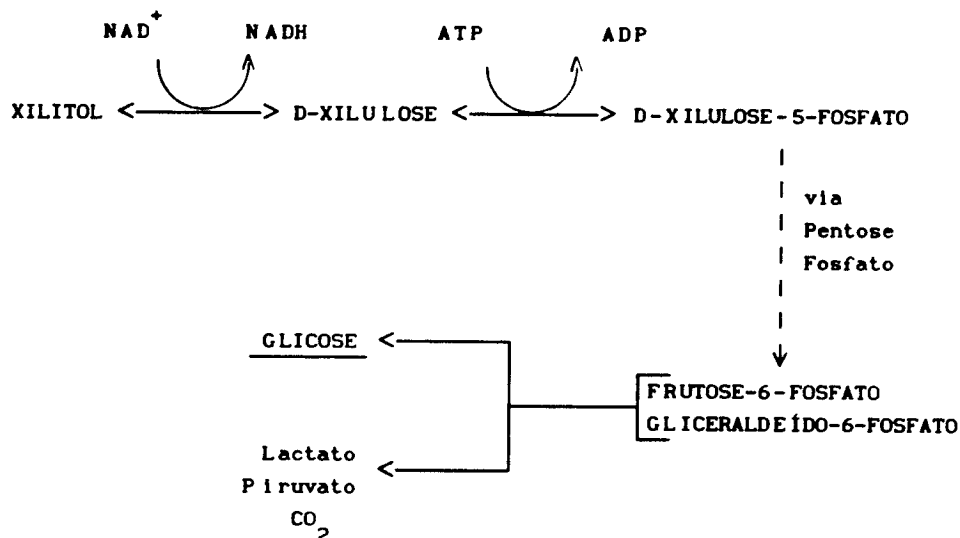 NAD+ NADH ATP ADP
XILITOL D-XILULOSE D-XILULOSE-5-FOSFATO
via
Pentose
Fosfato
GLICOSE
FRUTOSE-6-FOSFATO
GLICERALDEÍDO-6-FOSFATO
Lactato
Piruvato
CO2